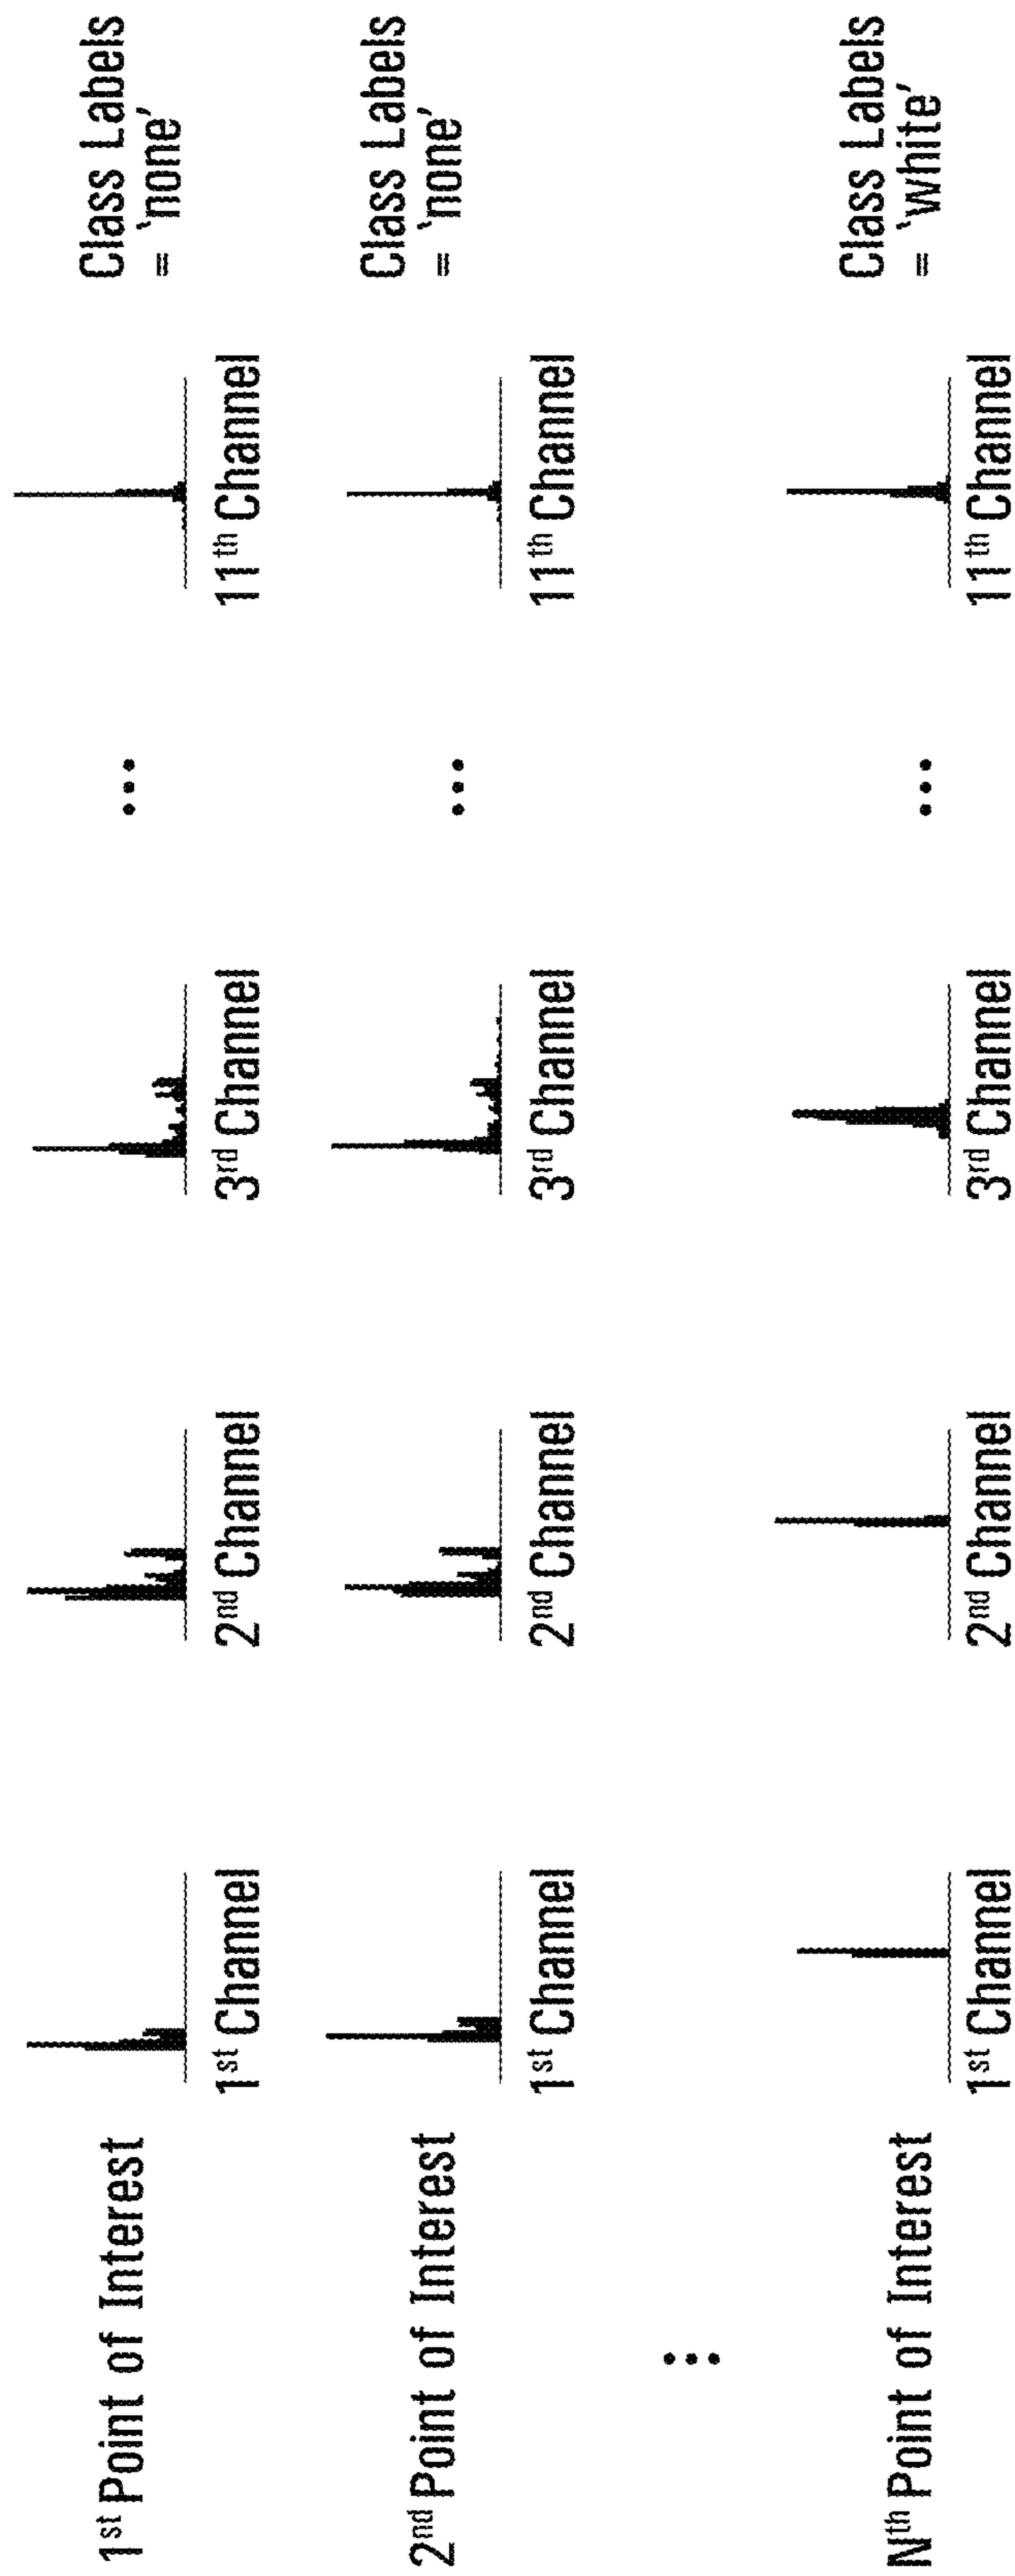 1st Point of Interest
1st Channel
2nd Channel
3rd Channel
...
11th Channel
Class Labels
= 'none'
2nd Point of Interest
1st Channel
2nd Channel
3rd Channel
...
11th Channel
Class Labels
= 'none'
...
Nth Point of Interest
1st Channel
2nd Channel
3rd Channel
...
11th Channel
Class Labels
= 'white'